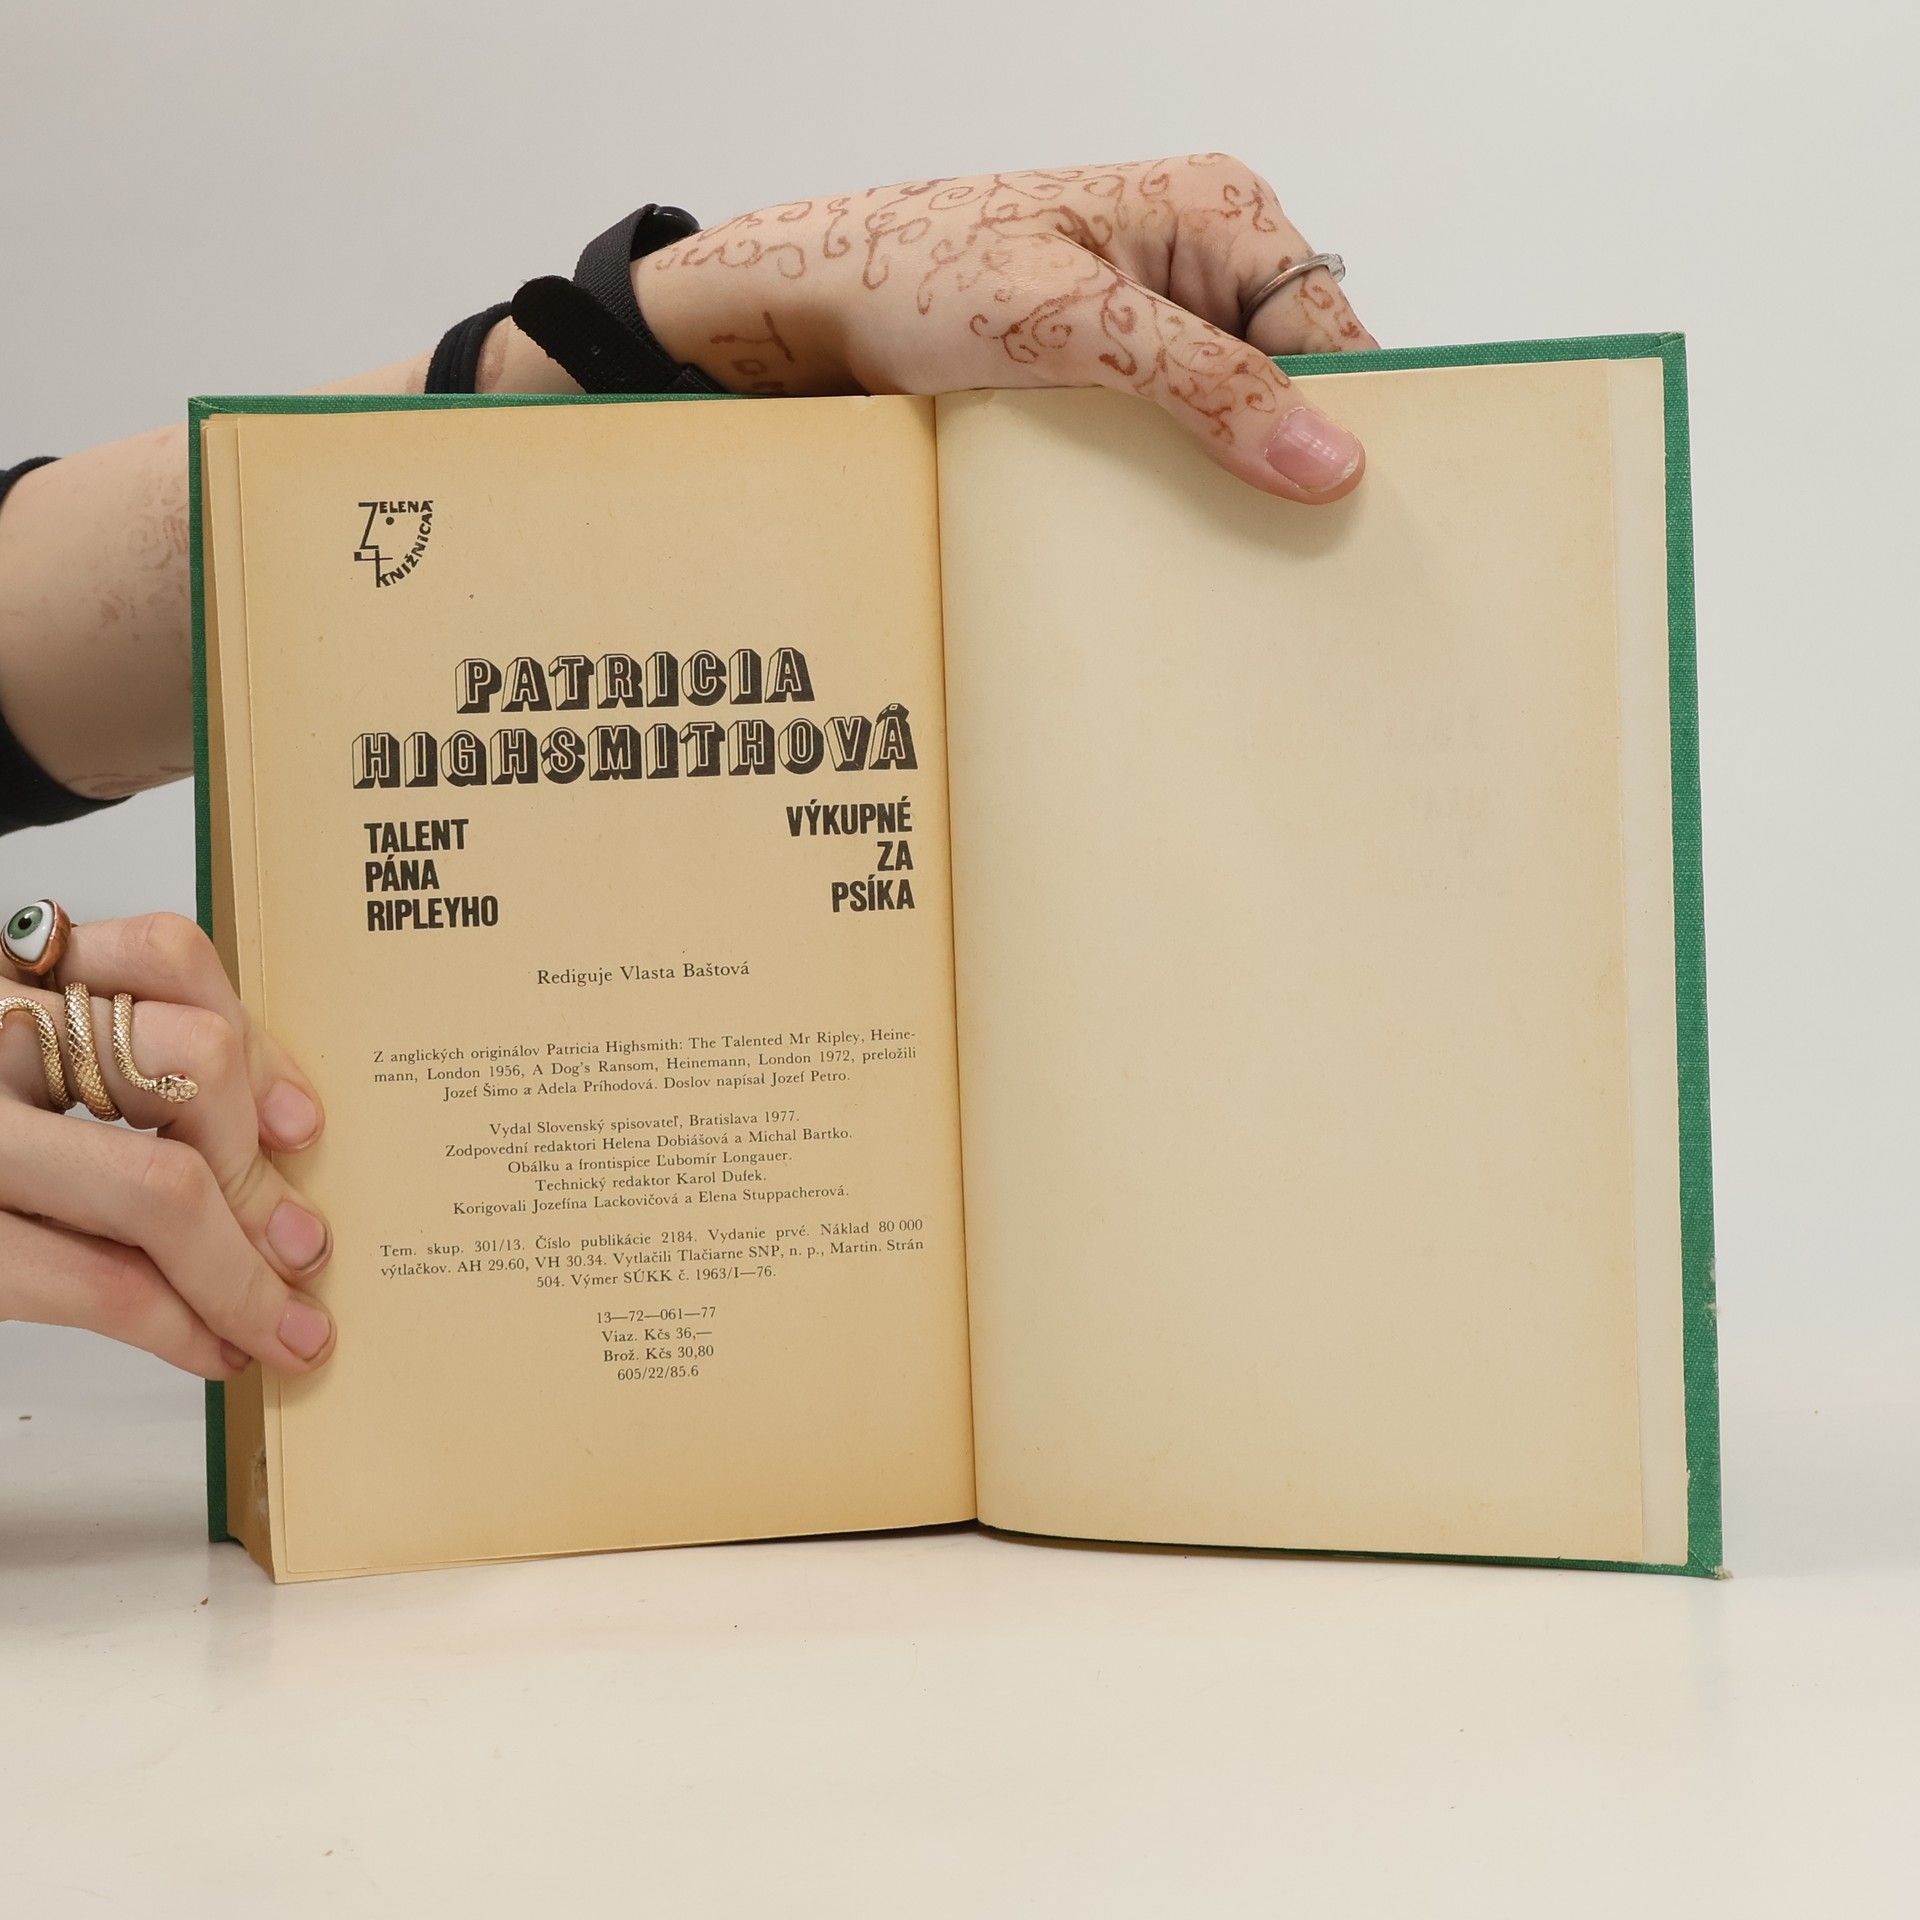 ZELENÁ
KNIŽNICA
PATRICIA
HIGHSMITHOVÁ
TALENT
PÁNA
RIPLEYHO
VÝKUPNÉ
ZA
PSÍKA
Rediguje Vlasta Baštová
Z anglických originálov Patricia Highsmith: The Talented Mr Ripley, Heine-
mann, London 1956, A Dog's Ransom, Heinemann, London 1972, preložili
Jozef Šimo a Adela Príhodová. Doslov napísal Jozef Petro.
Vydal Slovenský spisovateľ, Bratislava 1977.
Zodpovední redaktori Helena Dobiášová a Michal Bartko.
Obálku a frontispice Ľubomír Longauer.
Technický redaktor Karol Dufek.
Korigovali Jozefína Lackovičová a Elena Stuppacherová.
Tem. skup. 301/13. Číslo publikácie 2184. Vydanie prvé. Náklad 80 000
výtlačkov. AH 29.60, VH 30.34. Vytlačili Tlačiarne SNP, n. p., Martin. Strán
504. Výmer SÚKK č. 1963/I—76.
13—72—061—77
Viaz. Kčs 36,—
Brož. Kčs 30,80
605/22/85.6